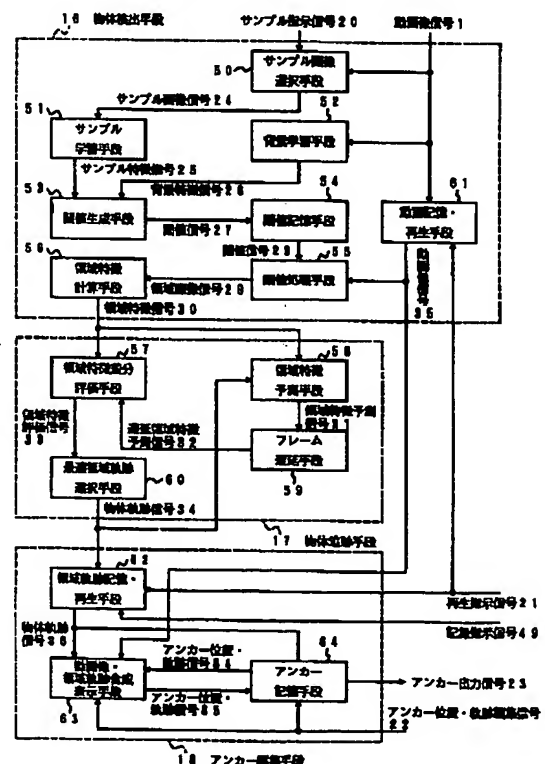 16 物体検出手段
サンプル指示信号20
動画像信号1
50
サンプル画像
選択手段
サンプル画像信号24
51
サンプル
学習手段
52
背景学習手段
サンプル特徴信号25
背景特徴信号26
53
閾値生成手段
閾値信号27
54
閾値記憶手段
61
動画記憶・
再生手段
閾値信号28
55
閾値処理手段
56
領域特徴
計算手段
領域画像信号29
35
領域特徴信号30
57
領域特徴量分
評価手段
58
領域特徴
予測手段
領域特徴
評価信号
33
遅延領域特徴
予測信号32
領域特徴予測
信号31
フレーム
遅延手段
59
最適領域軌跡
選択手段
60
物体軌跡信号34
17 物体追跡手段
62
領域軌跡記憶・
再生手段
再生指示信号21
記録指示信号49
物体軌跡
信号36
アンカー位置・
軌跡信号64
64
アンカー
記憶手段
アンカー出力信号23
動画像・
領域軌跡合成
表示手段
63
アンカー位置・
軌跡信号65
アンカー位置・軌跡編集信号
22
18 アンカー編集手段